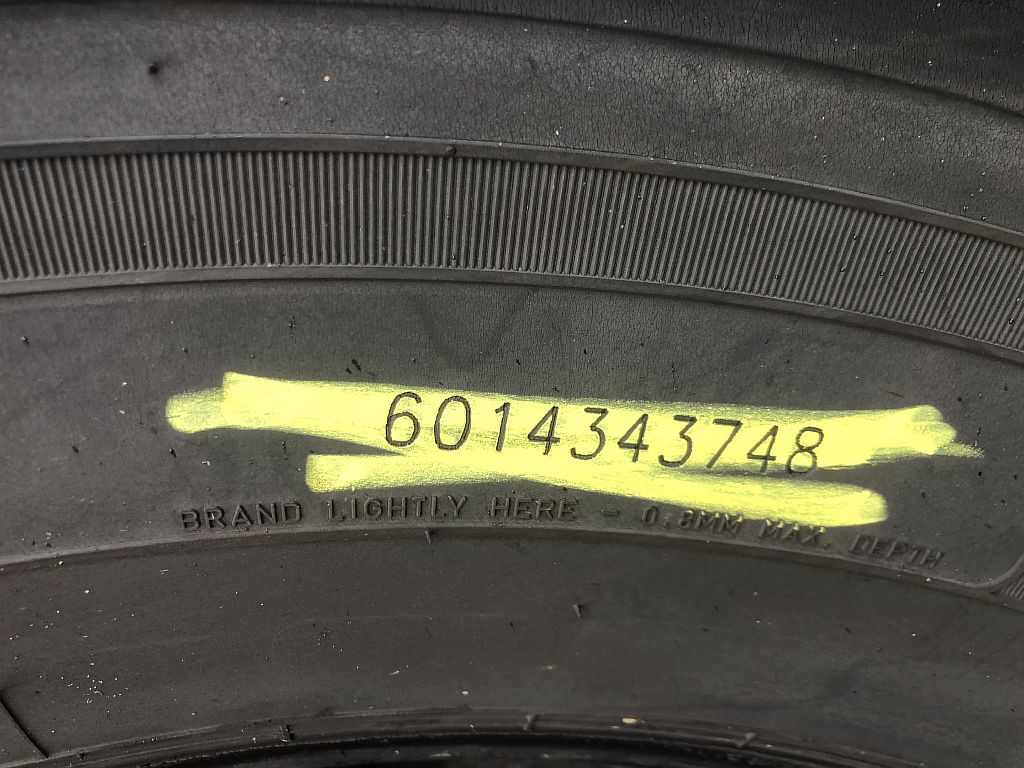 6014343748
BRAND LIGHTLY HERE - 0.8MM MAX. DEPTH